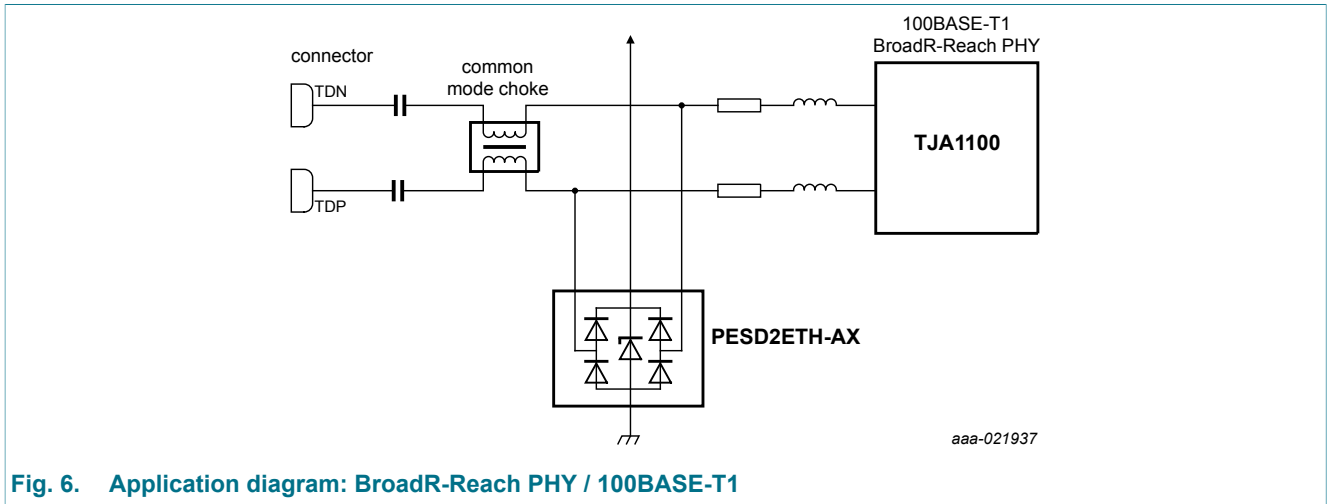 100BASE-T1
BroadR-Reach PHY
connector
common
mode choke
TDN
TJA1100
TDP
PESD2ETH-AX
aaa-021937
Fig. 6. Application diagram: BroadR-Reach PHY / 100BASE-T1